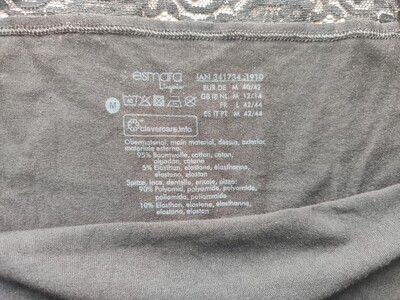 esmara
Lingerie
IAN 341734_1910
EUR DE M 40/42
GB IE NL M 12/14
FR L 42/44
ES IT PT M 42/44
M
clevercare.info
Obermaterial, main material, dessus, exterior,
materiale esterno:
95% Baumwolle, cotton, coton,
algodón, cotone
5% Elasthan, elastane, élasthanne,
elastano, elastan
Spitze, lace, dentelle, encaje, pizzo:
90% Polyamid, polyamide, polyamide,
poliamida, poliammide
10% Elasthan, elastane, élasthanne,
elastano, elastan